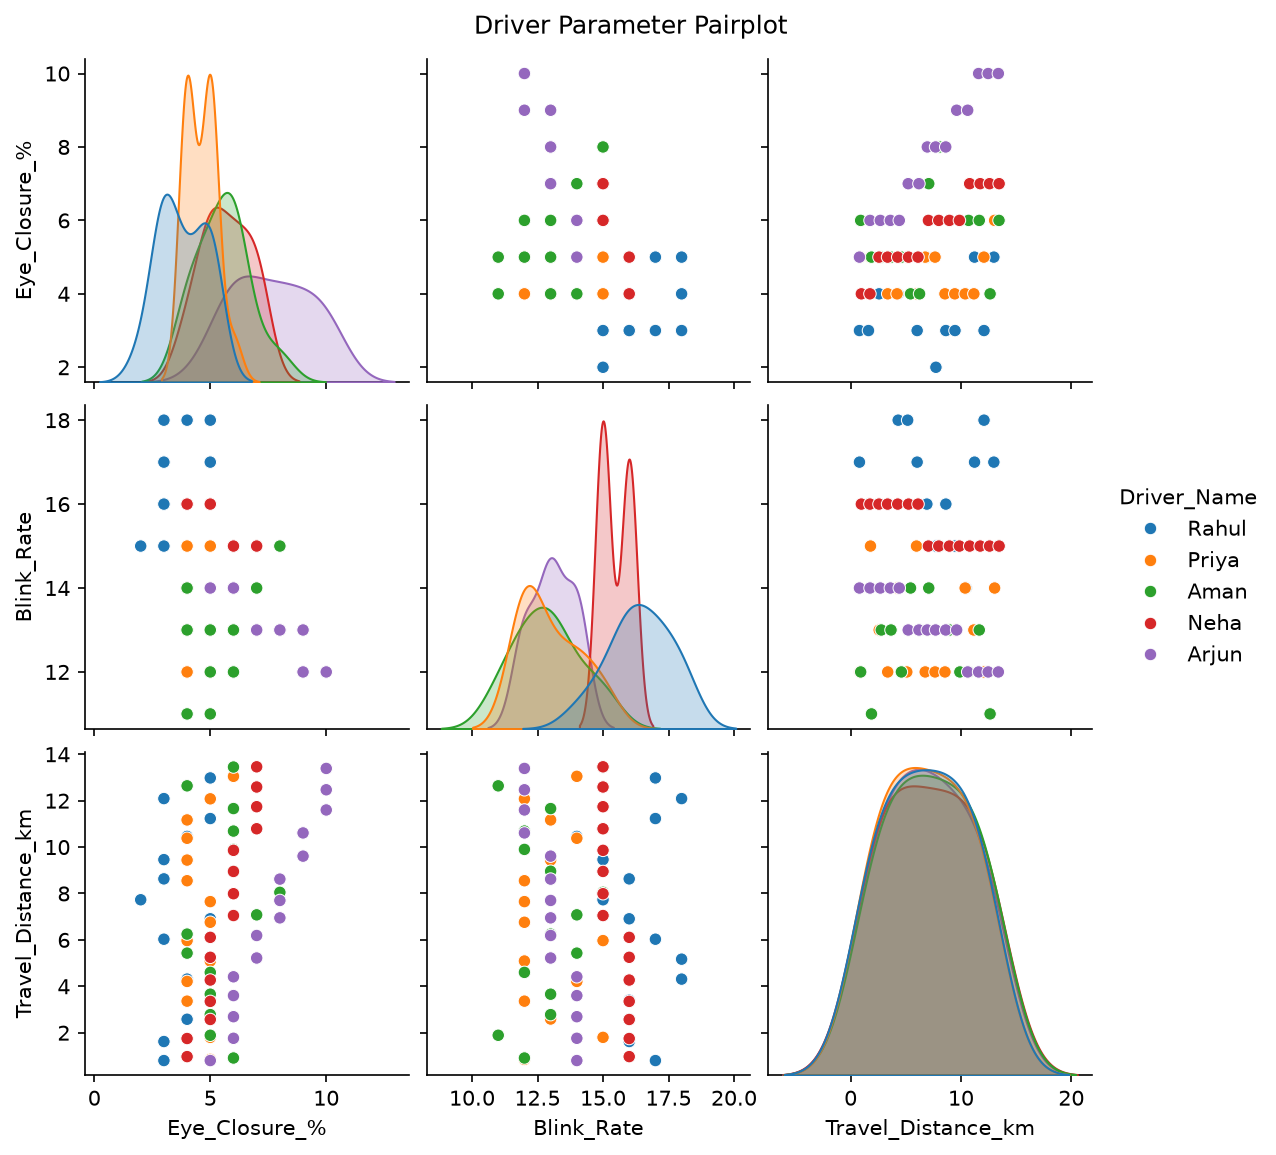 Driver Parameter Pairplot
10
8
6
4
2
Eye_Closure_%
18
16
14
12
Blink_Rate
14
12
10
8
6
4
2
Travel_Distance_km
0 5 10
Eye_Closure_%
10.0 12.5 15.0 17.5 20.0
Blink_Rate
0 10 20
Travel_Distance_km
Driver_Name
Rahul
Priya
Aman
Neha
Arjun